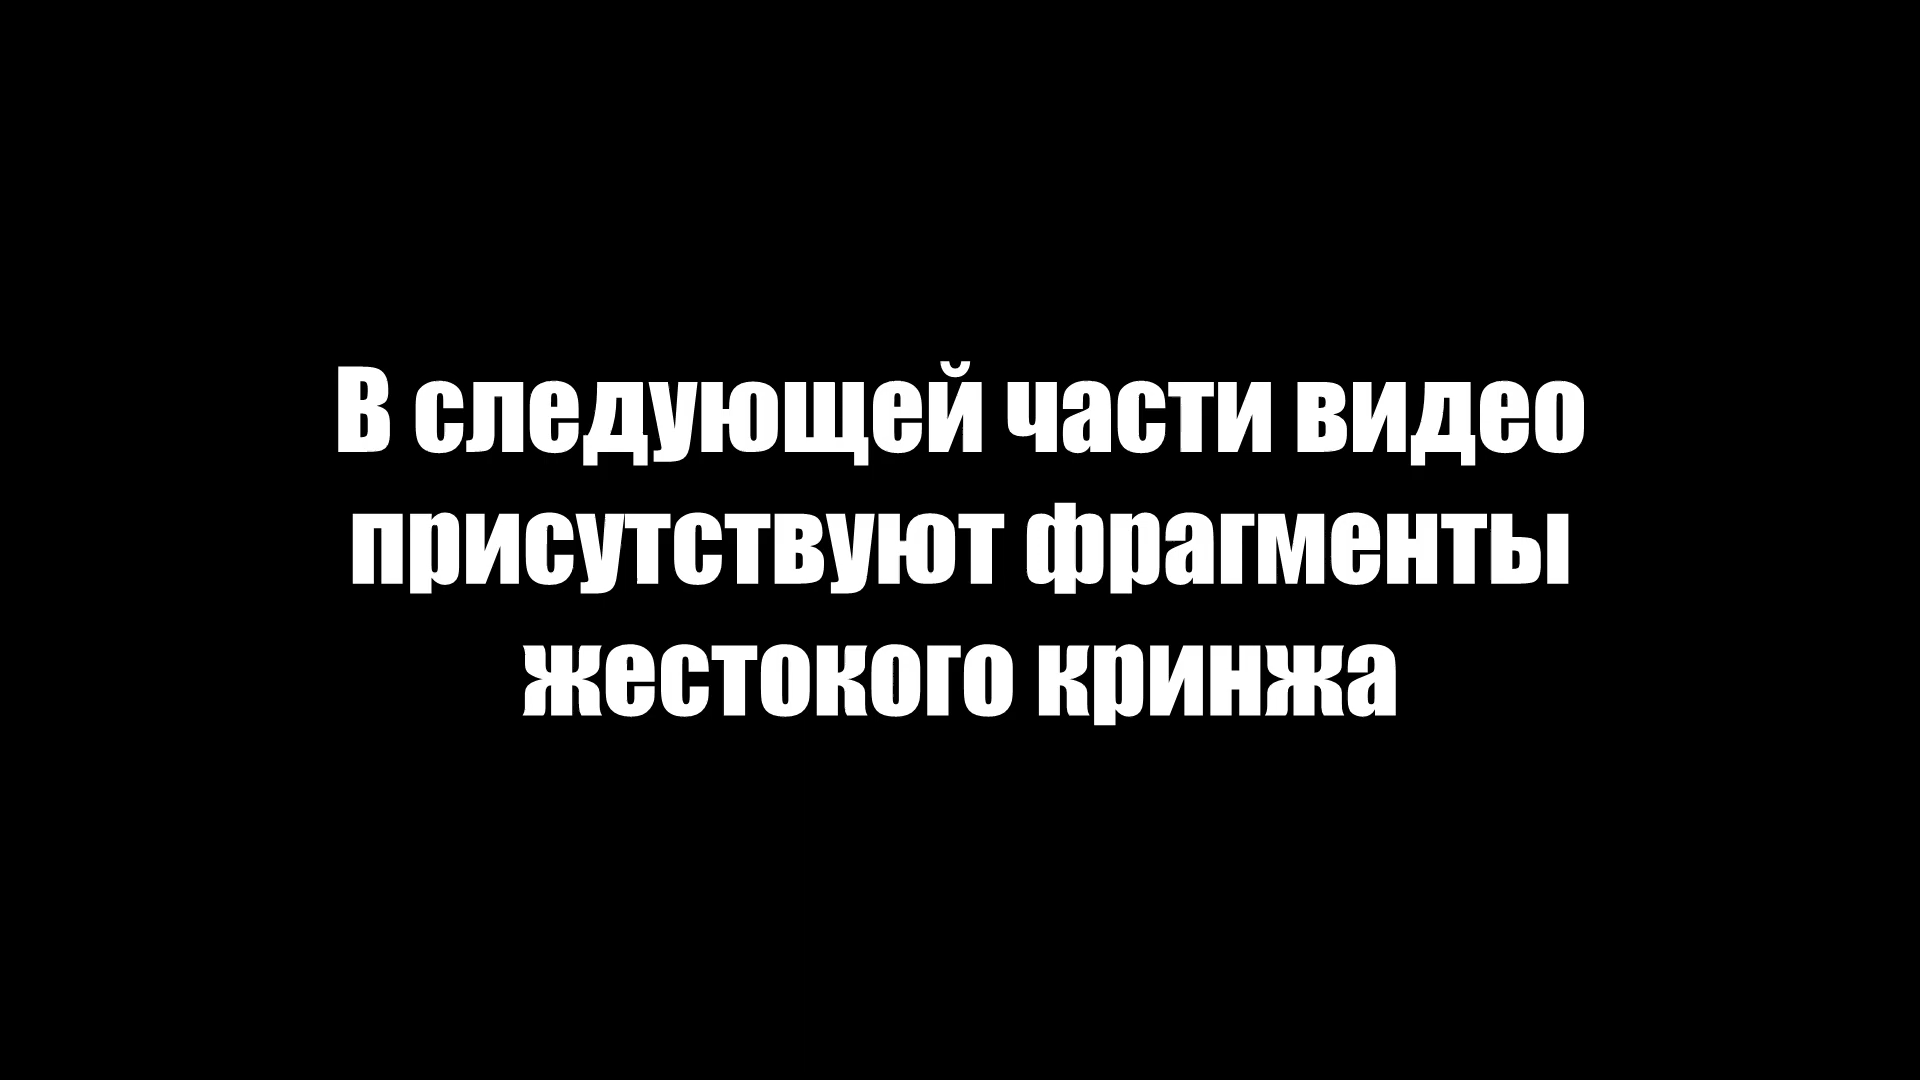 В следующей части видео
присутствуют фрагменты
жестокого кринжа